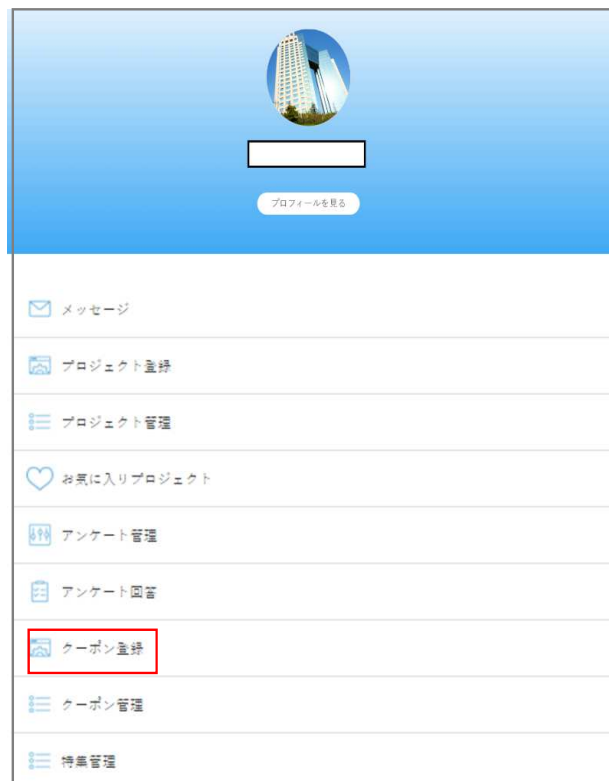 プロフィールを見る
メッセージ
プロジェクト登録
プロジェクト管理
お気に入りプロジェクト
アンケート管理
アンケート回答
クーポン登録
クーポン管理
特集管理